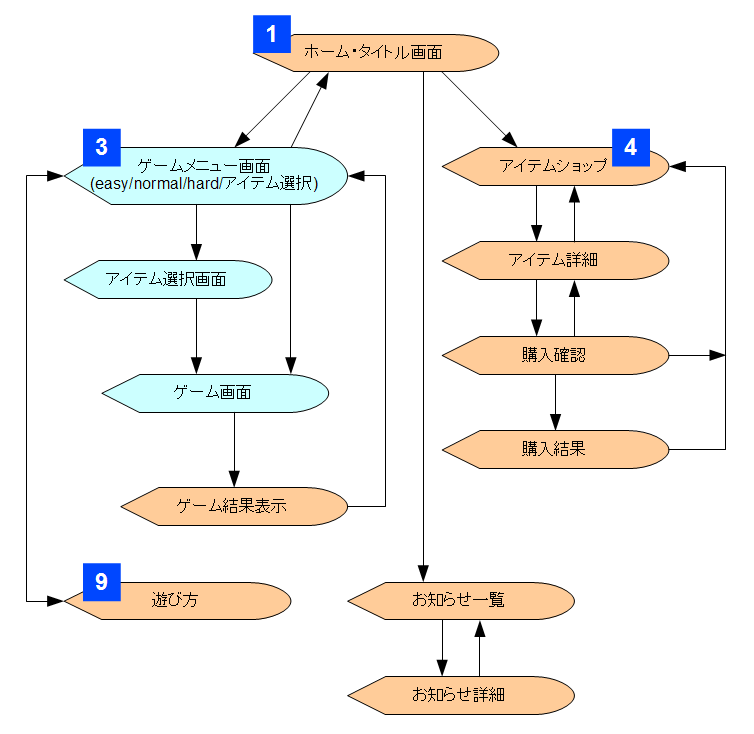 1
ホーム・タイトル画面
3
ゲームメニュー画面
(easy/normal/hard/アイテム選択)
4
アイテムショップ
アイテム選択画面
アイテム詳細
ゲーム画面
購入確認
ゲーム結果表示
購入結果
9
遊び方
お知らせ一覧
お知らせ詳細